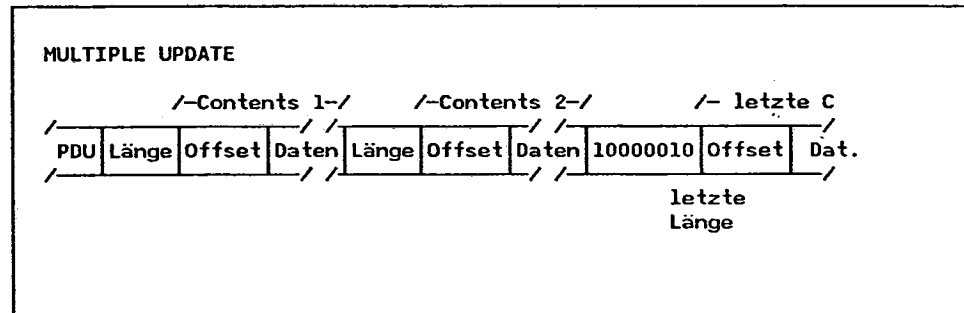 MULTIPLE UPDATE
/-Contents 1-/ /-Contents 2-/ /- letzte C
PDU Länge Offset Daten Länge Offset Daten 10000010 Offset Dat.
letzte
Länge